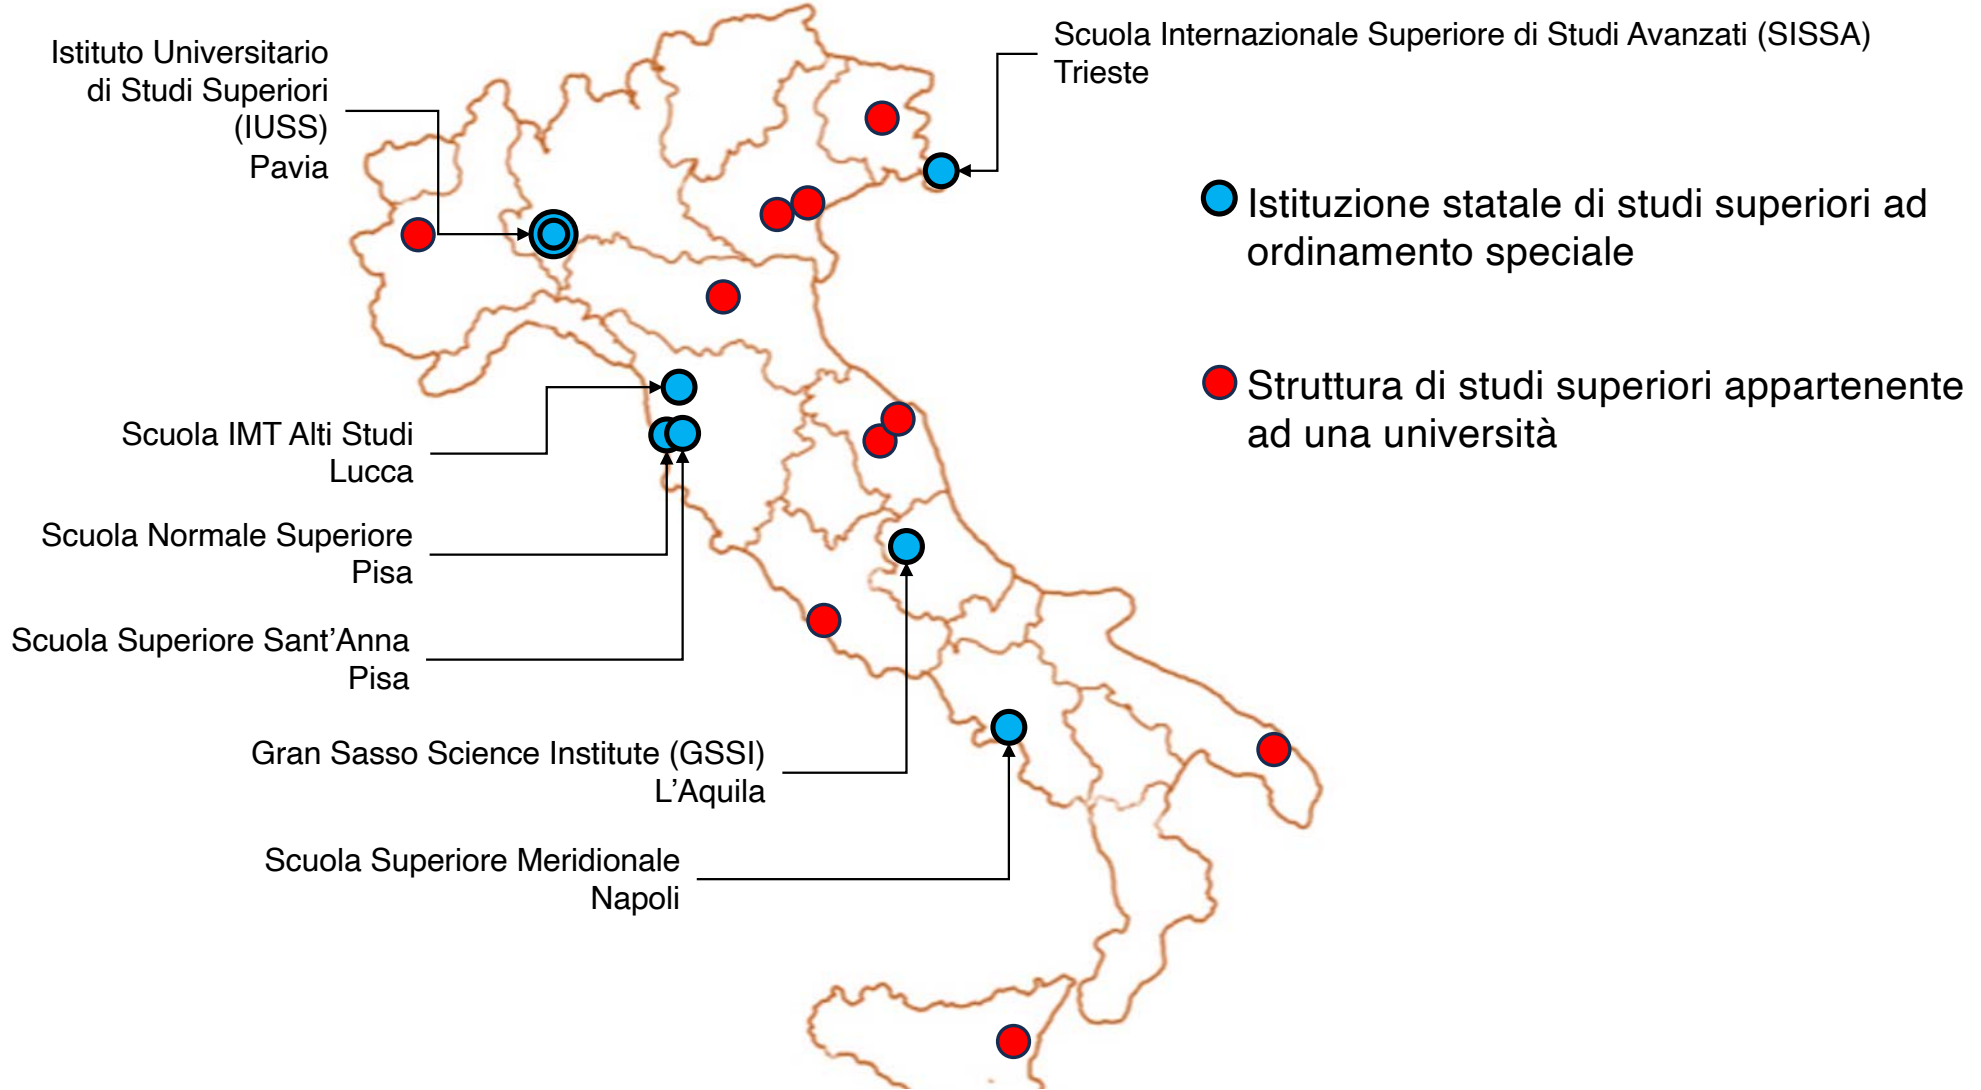 Istituto Universitario
di Studi Superiori
(IUSS)
Pavia
Scuola Internazionale Superiore di Studi Avanzati (SISSA)
Trieste
Istituzione statale di studi superiori ad
ordinamento speciale
Struttura di studi superiori appartenente
ad una università
Scuola IMT Alti Studi
Lucca
Scuola Normale Superiore
Pisa
Scuola Superiore Sant’Anna
Pisa
Gran Sasso Science Institute (GSSI)
L’Aquila
Scuola Superiore Meridionale
Napoli